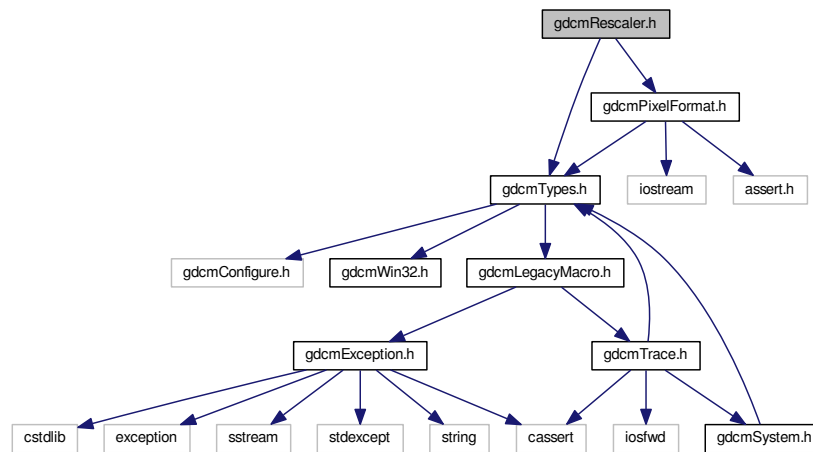 gdcmRescaler.h
gdcmPixelFormat.h
gdcmTypes.h
iostream
assert.h
gdcmConfigure.h
gdcmWin32.h
gdcmLegacyMacro.h
gdcmException.h
gdcmTrace.h
cstdlib
exception
sstream
stdexcept
string
cassert
iosfwd
gdcmSystem.h